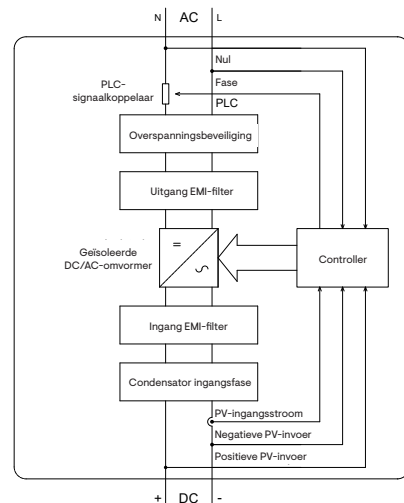 N AC L
Nul
Fase
PLC-
signaalkoppelaar
PLC
Overspanningsbeveiliging
Uitgang EMI-filter
Geïsoleerde
DC/AC-omvormer
=
Controller
Ingang EMI-filter
Condensator ingangsfase
PV-ingangsstroom
Negatieve PV-invoer
Positieve PV-invoer
+ DC -